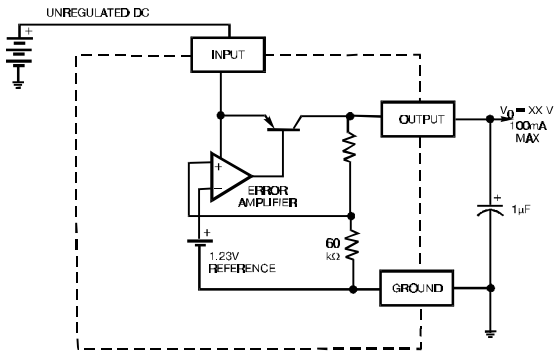 UNREGULATED DC
+
INPUT
OUTPUT
V₀ = XX V
100mA
MAX
+
−
ERROR
AMPLIFIER
+
1µF
+
1.23V
REFERENCE
60
kΩ
GROUND